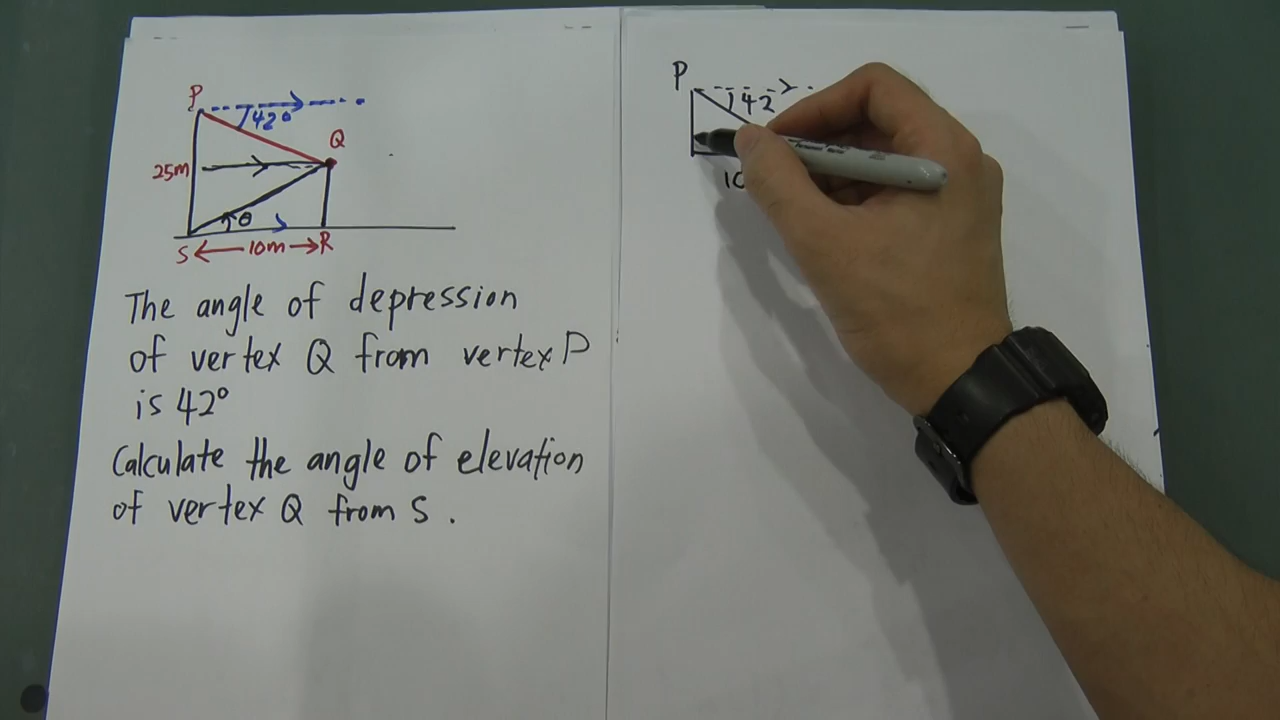 P
42°
Q
25m
θ
S 10m R
The angle of depression
of vertex Q from vertex P
is 42°
Calculate the angle of elevation
of vertex Q from S .
P
42